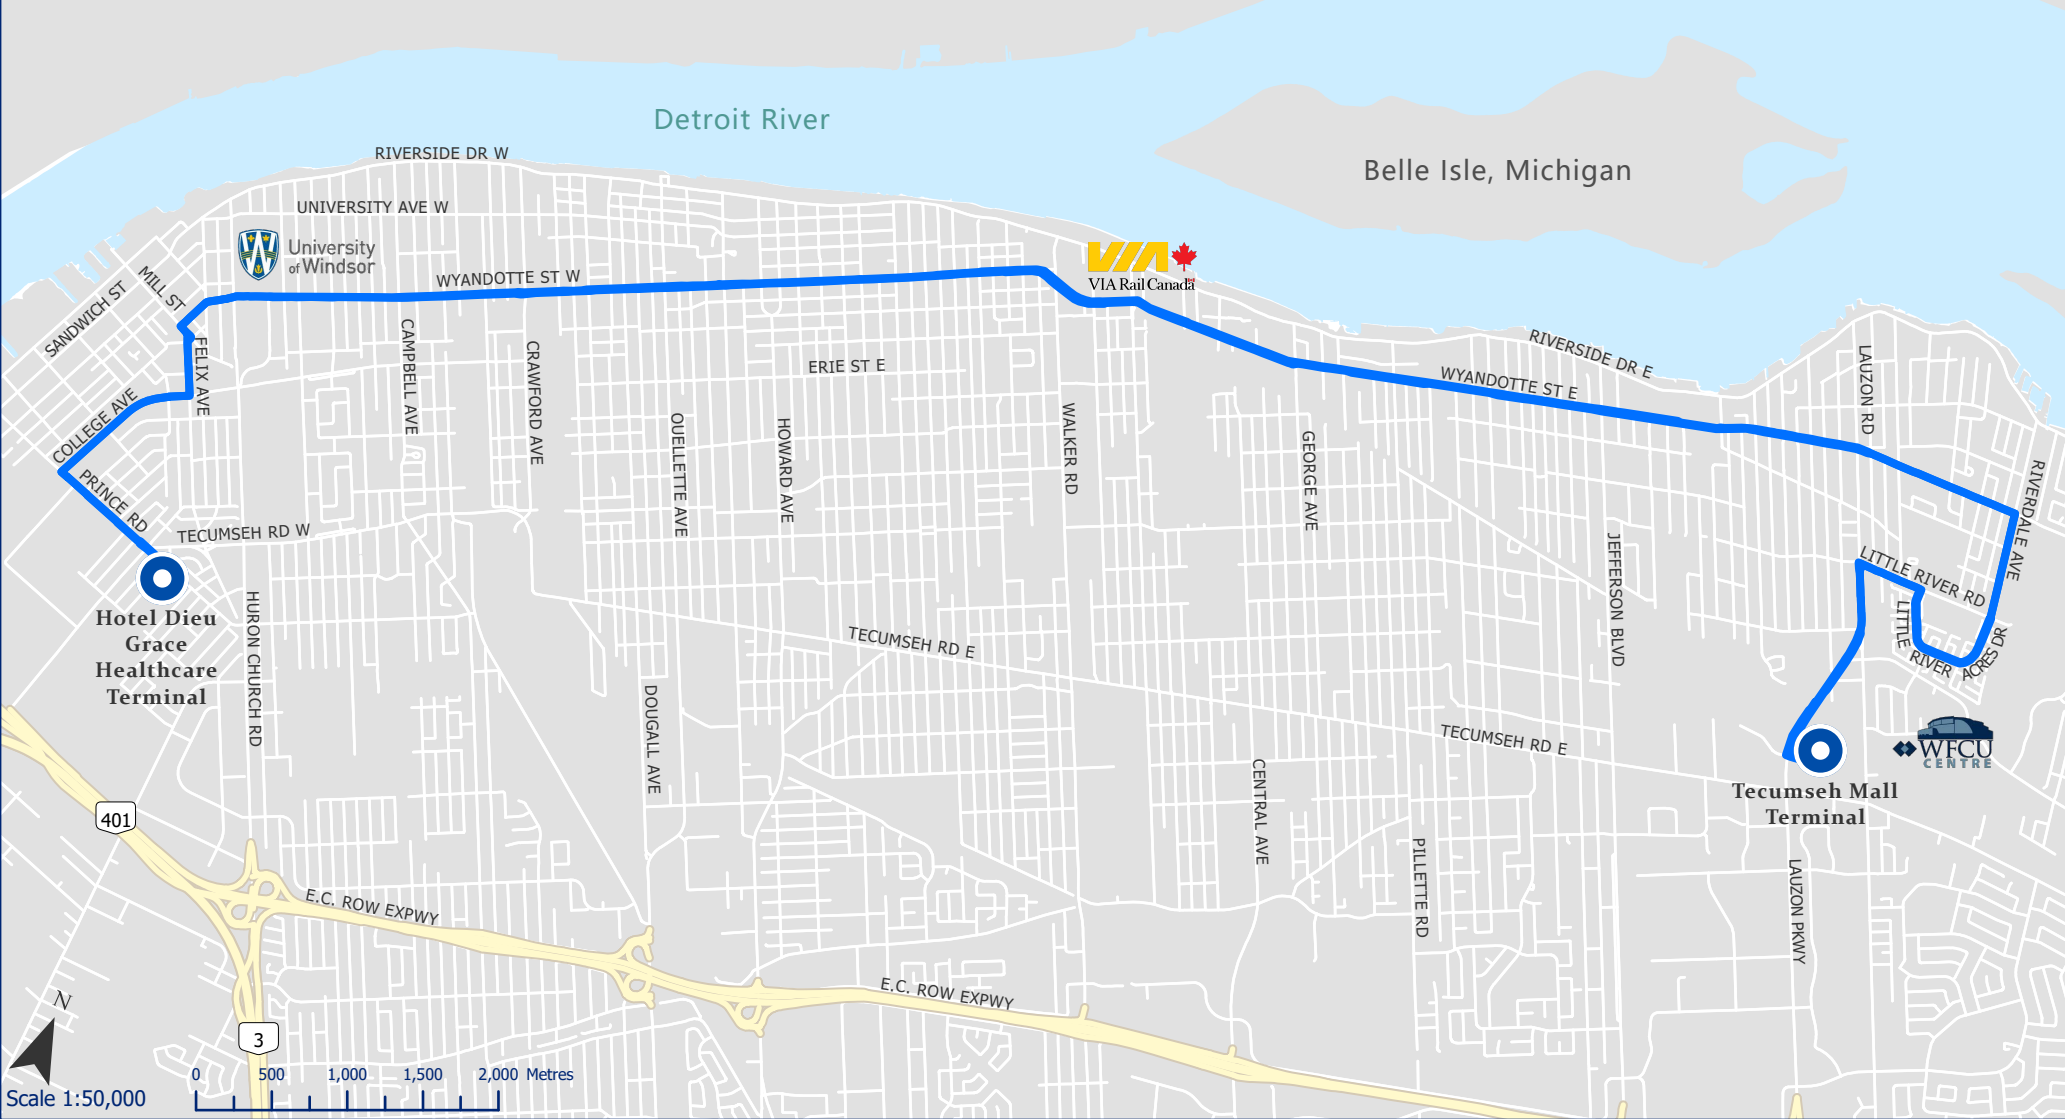 Detroit River
RIVERSIDE DR W
Belle Isle, Michigan
UNIVERSITY AVE W
University
of Windsor
VIA
VIA Rail Canada
MILL ST
SANDWICH ST
WYANDOTTE ST W
FELIX AVE
CAMPBELL AVE
CRAWFORD AVE
ERIE ST E
RIVERSIDE DR E
WYANDOTTE ST E
LAUZON RD
COLLEGE AVE
PRINCE RD
OUELLETTE AVE
HOWARD AVE
WALKER RD
GEORGE AVE
RIVERDALE AVE
TECUMSEH RD W
JEFFERSON BLVD
LITTLE RIVER RD
LITTLE RIVER ACRES DR
Hotel Dieu
Grace
Healthcare
Terminal
HURON CHURCH RD
TECUMSEH RD E
DOUGALL AVE
TECUMSEH RD E
WFCU
CENTRE
CENTRAL AVE
Tecumseh Mall
Terminal
401
PILLETTE RD
LAUZON PKWY
E.C. ROW EXPWY
E.C. ROW EXPWY
N
3
0 500 1,000 1,500 2,000 Metres
Scale 1:50,000